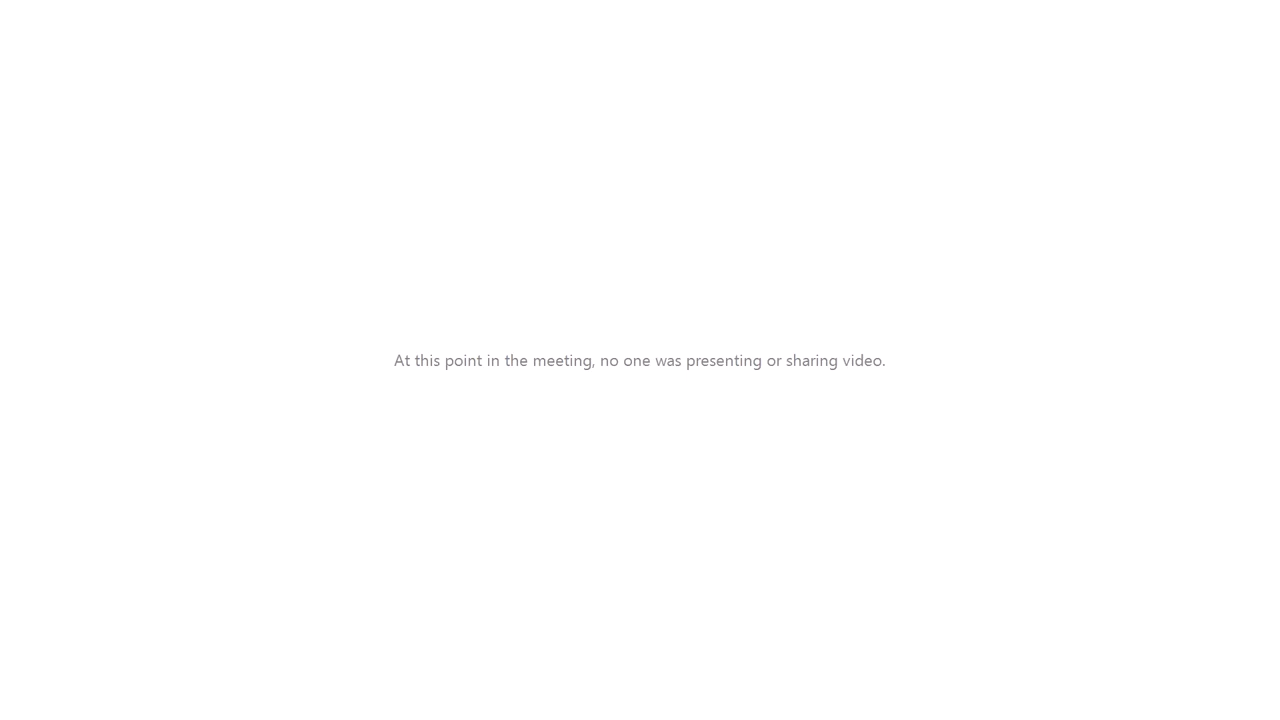 At this point in the meeting, no one was presenting or sharing video.